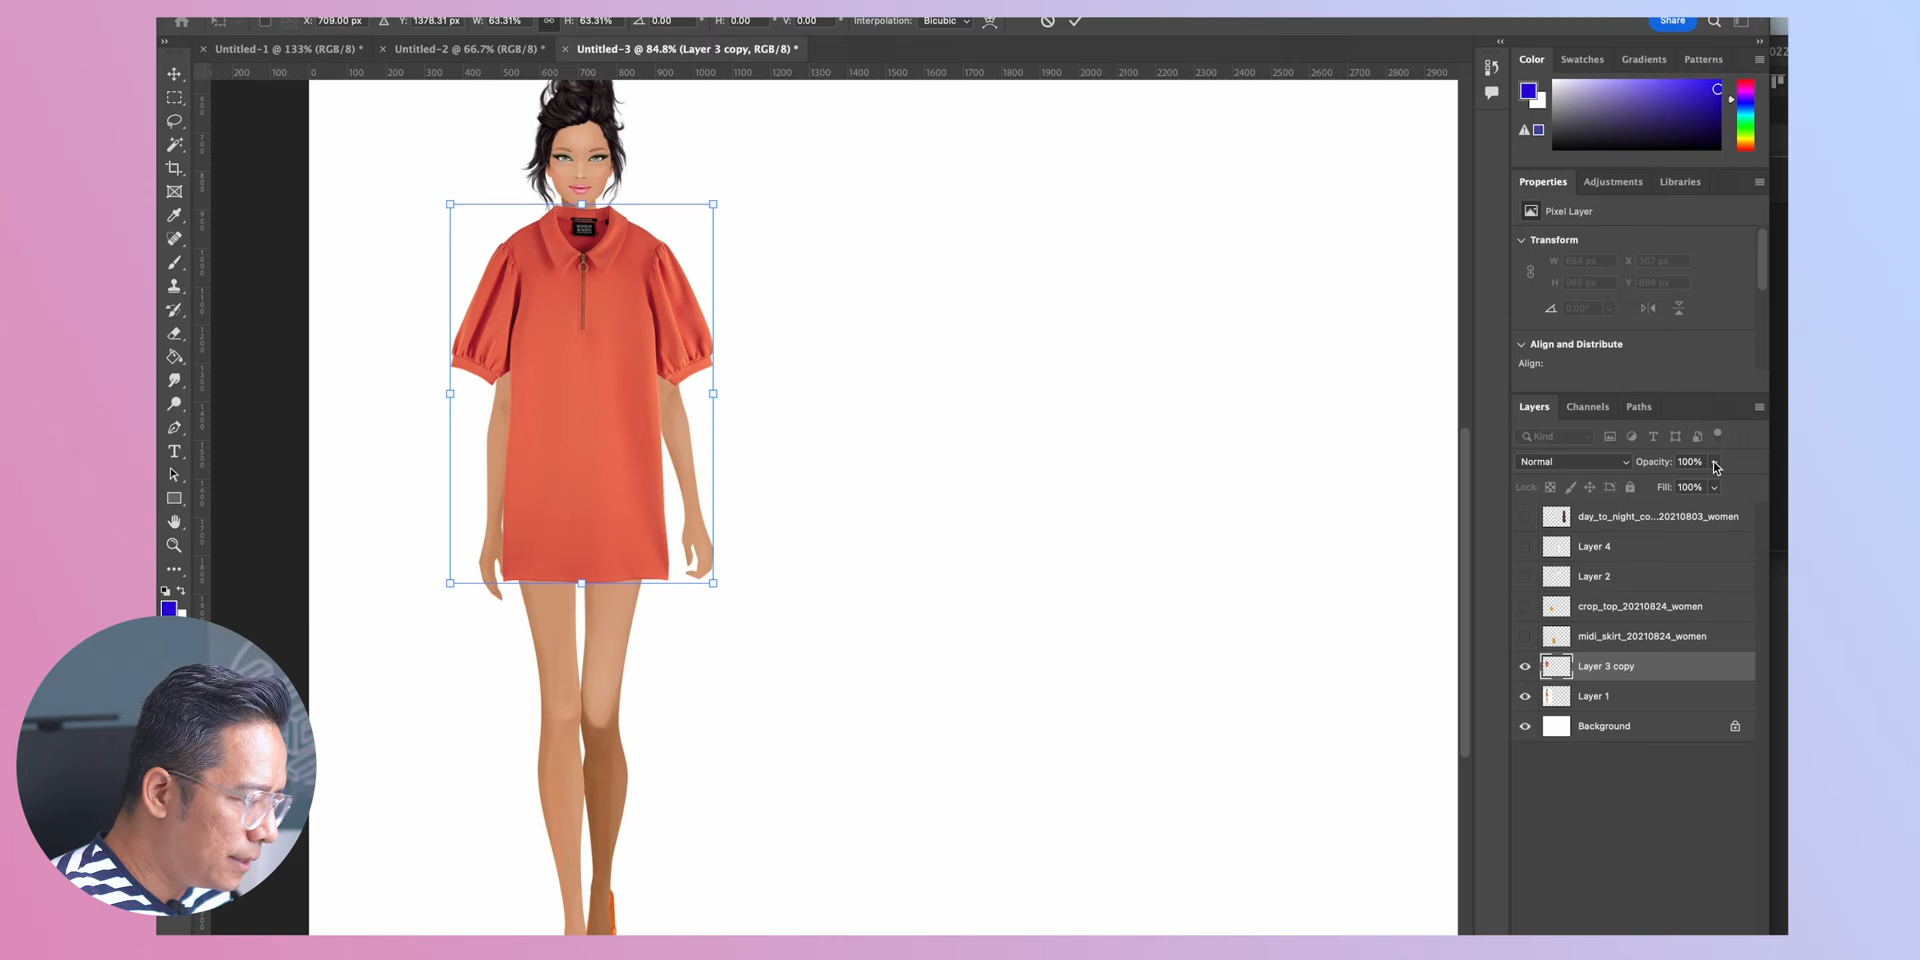 X: 709.00 px Y: 1378.31 px W: 63.31% H: 63.31% 0.00 ° H: 0.00 ° V: 0.00 ° Interpolation: Bicubic Share
Untitled-1 @ 133% (RGB/8) * Untitled-2 @ 66.7% (RGB/8) * Untitled-3 @ 84.8% (Layer 3 copy, RGB/8) *
200 100 0 100 200 300 400 500 600 700 800 900 1000 1100 1200 1300 1400 1500 1600 1700 1800 1900 2000 2100 2200 2300 2400 2500 2600 2700 2800 2900
Color Swatches Gradients Patterns
Properties Adjustments Libraries
Pixel Layer
Transform
W 684 px X 367 px
H 985 px Y 886 px
0.00°
Align and Distribute
Align:
Layers Channels Paths
Kind
Normal Opacity: 100%
Lock: Fill: 100%
day_to_night_co...20210803_women
Layer 4
Layer 2
crop_top_20210824_women
midi_skirt_20210824_women
Layer 3 copy
Layer 1
Background